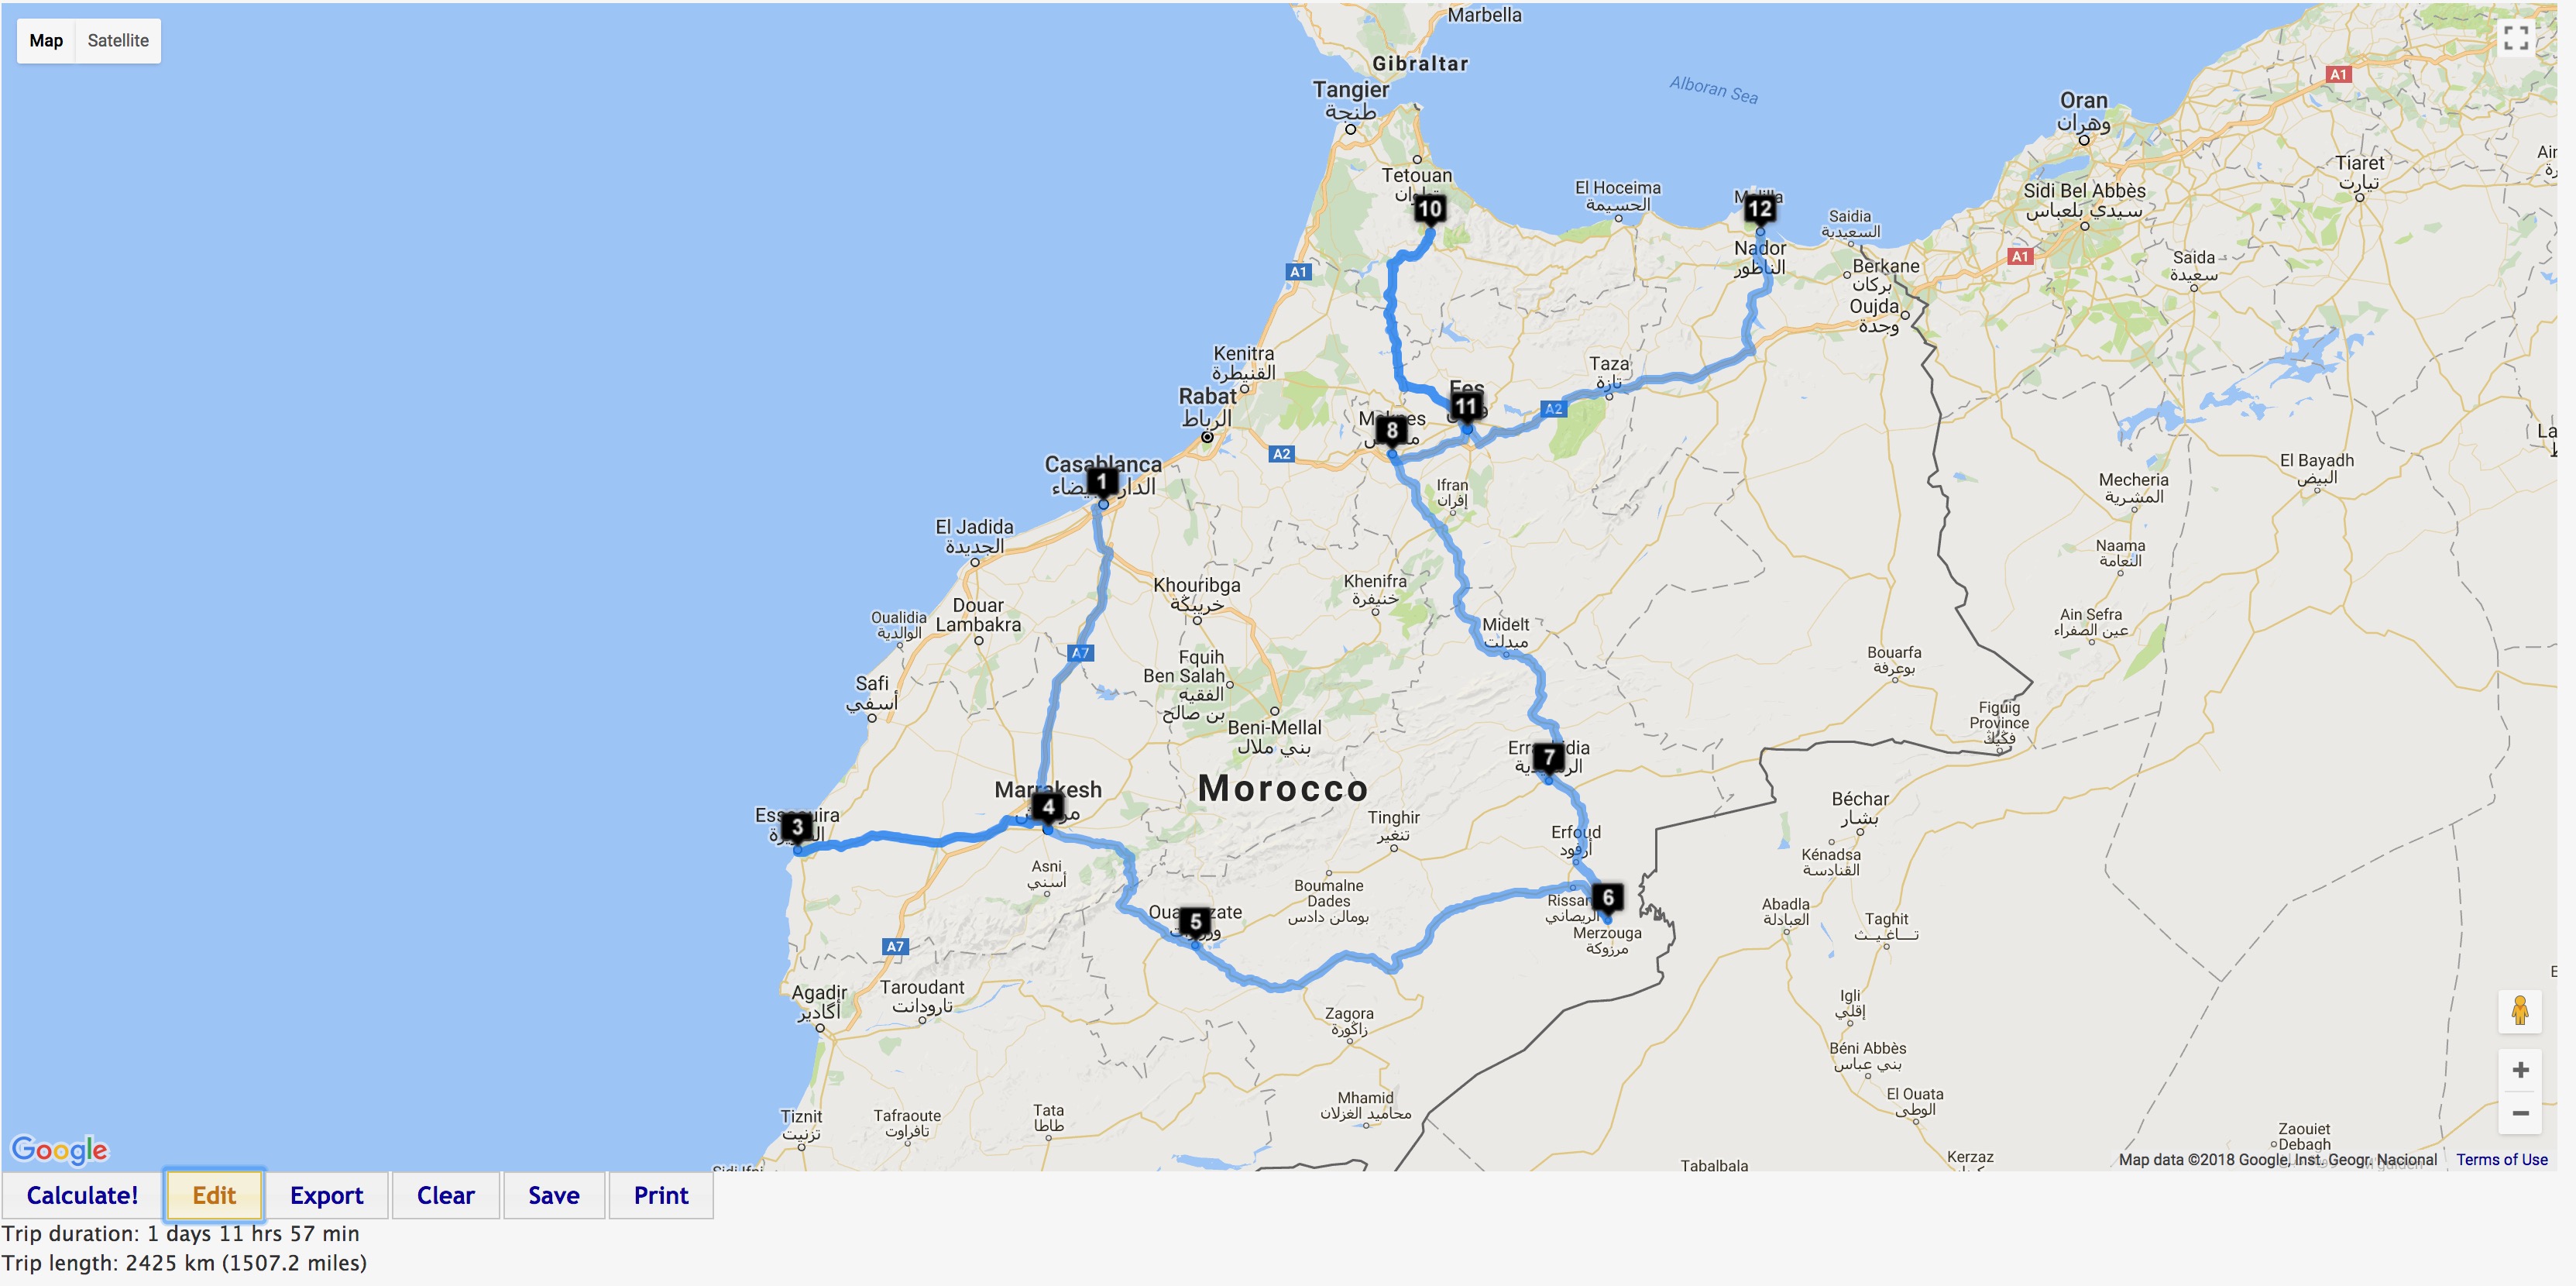 Map Satellite
Marbella
Gibraltar
Alboran Sea
Tangier
طنجة
A1
Oran
وهران
Tiaret
تيارت
Tetouan
10
El Hoceima
الحسيمة
12
Sidi Bel Abbès
سيدي بلعباس
Saidia
السعيدية
Nador
الناظور
A1
A1
Saida
سعيدة
Berkane
بركان
Oujda
وجدة
Kenitra
القنيطرة
Taza
تازة
Fes
11
A2
Rabat
الرباط
8
A2
Casablanca
1
El Bayadh
البيض
Mecheria
المشرية
Ifran
إفران
El Jadida
الجديدة
Naama
النعامة
Khouribga
خريبكة
Khenifra
خنيفرة
Douar
Lambakra
Oualidia
الوالدية
Ain Sefra
عين الصفراء
Midelt
ميدلت
A7
Fquih
Ben Salah
الفقيه
بن صالح
Bouarfa
بوعرفة
Safi
أسفي
Figuig
Province
فكيك
Beni-Mellal
بني ملال
7
Morocco
Marrakesh
4
Béchar
بشار
3
Tinghir
تنغير
Erfoud
أرفود
Kénadsa
القنادسة
Asni
أسني
Boumalne
Dades
بومالن دادس
6
الريصاني
Abadla
العبادلة
5
Taghit
تــاغـيــث
Merzouga
مرزوكة
A7
Agadir
أكادير
Taroudant
تارودانت
Igli
إقلي
Zagora
زاكورة
Béni Abbès
بني عباس
Mhamid
محاميد الغزلان
El Ouata
الوطى
Tiznit
تزنيت
Tafraoute
تافراوت
Tata
طاطا
Zaouiet
Debagh
Google
Tabalbala
Kerzaz
Map data ©2018 Google, Inst. Geogr. Nacional Terms of Use
Calculate! Edit Export Clear Save Print
Trip duration: 1 days 11 hrs 57 min
Trip length: 2425 km (1507.2 miles)